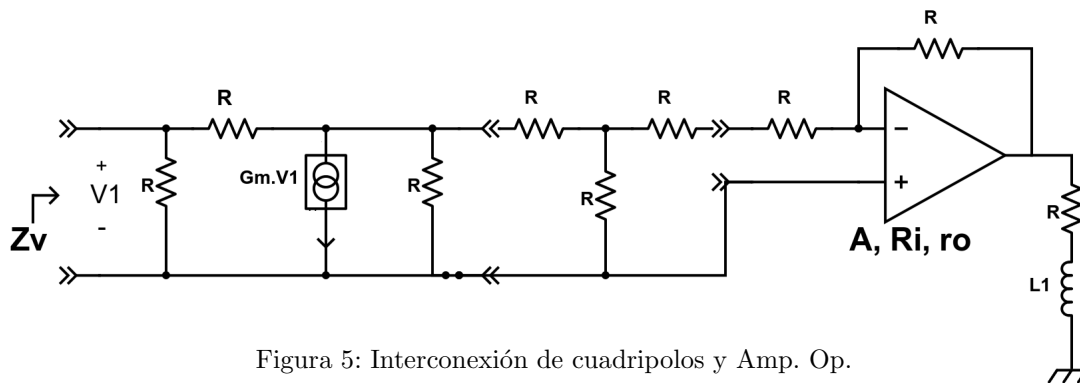 R
R
R
R
R
+
V1
-
R
Gm.V1
R
R
−
+
R
Zv
A, Ri, ro
L1
Figura 5: Interconexión de cuadripolos y Amp. Op.